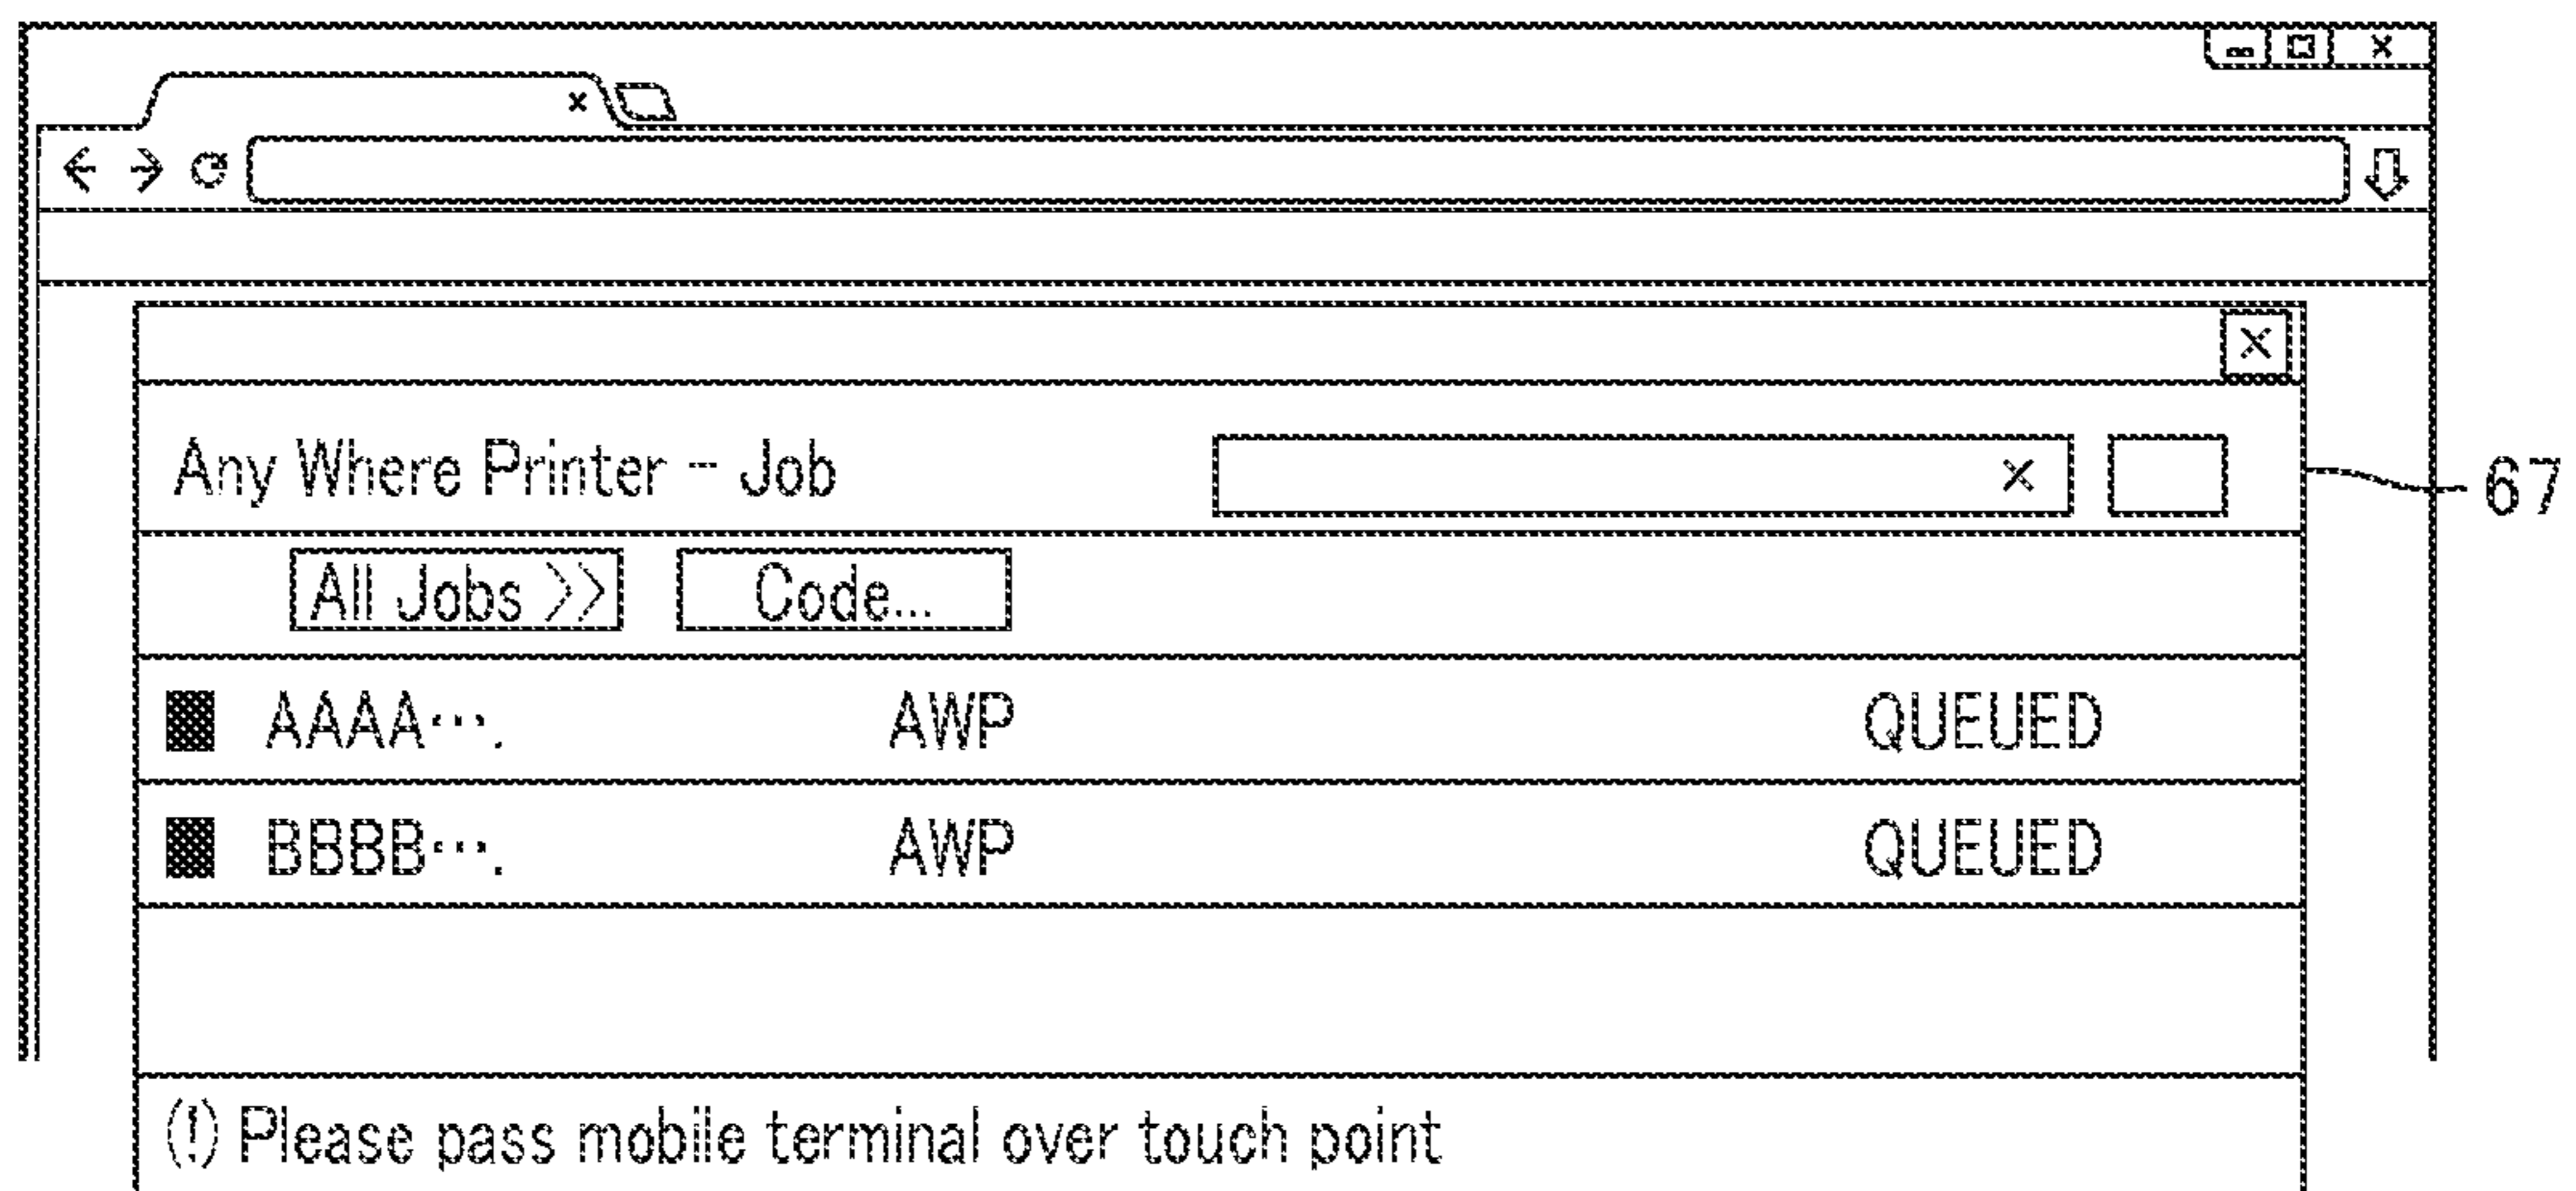 Any Where Printer - Job
67
All Jobs >> Code...
AAAA···. AWP QUEUED
BBBB···. AWP QUEUED
(!) Please pass mobile terminal over touch point